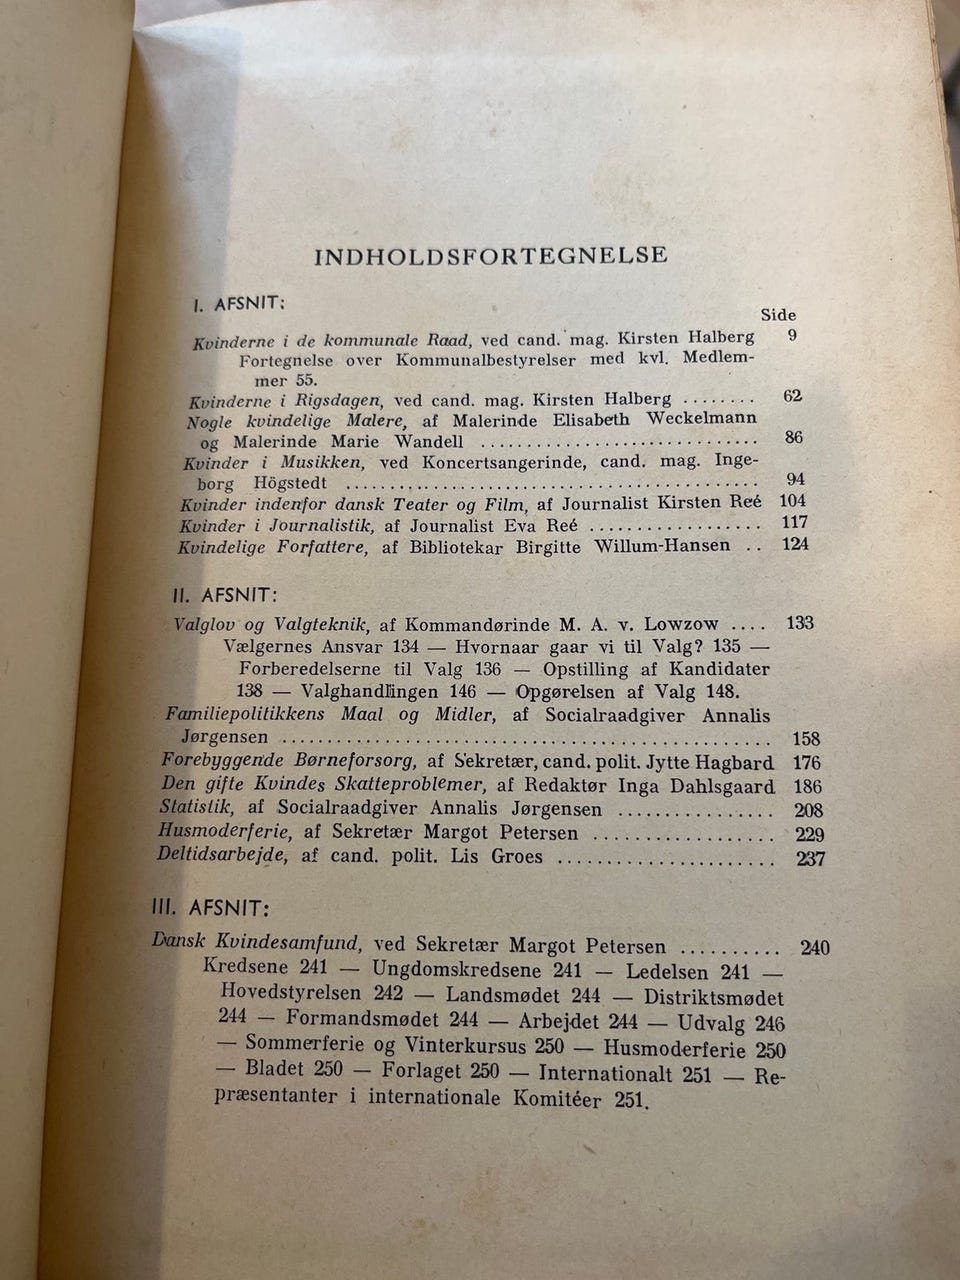 INDHOLDSFORTEGNELSE
I. AFSNIT:
Side
Kvinderne i de kommunale Raad, ved cand. mag. Kirsten Halberg 9
Fortegnelse over Kommunalbestyrelser med kvl. Medlem-
mer 55.
Kvinderne i Rigsdagen, ved cand. mag. Kirsten Halberg ........ 62
Nogle kvindelige Malere, af Malerinde Elisabeth Weckelmann
og Malerinde Marie Wandell .............................. 86
Kvinder i Musikken, ved Koncertsangerinde, cand. mag. Inge-
borg Högstedt ............................................. 94
Kvinder indenfor dansk Teater og Film, af Journalist Kirsten Reé 104
Kvinder i Journalistik, af Journalist Eva Reé .................. 117
Kvindelige Forfattere, af Bibliotekar Birgitte Willum-Hansen .. 124
II. AFSNIT:
Valglov og Valgteknik, af Kommandørinde M. A. v. Lowzow .... 133
Vælgernes Ansvar 134 — Hvornaar gaar vi til Valg? 135 —
Forberedelserne til Valg 136 — Opstilling af Kandidater
138 — Valghandlingen 146 — Opgørelsen af Valg 148.
Familiepolitikkens Maal og Midler, af Socialraadgiver Annalis
Jørgensen .................................................... 158
Forebyggende Børneforsorg, af Sekretær, cand. polit. Jytte Hagbard 176
Den gifte Kvindes Skatteproblemer, af Redaktør Inga Dahlsgaard 186
Statistik, af Socialraadgiver Annalis Jørgensen ................ 208
Husmoderferie, af Sekretær Margot Petersen .................. 229
Deltidsarbejde, af cand. polit. Lis Groes ...................... 237
III. AFSNIT:
Dansk Kvindesamfund, ved Sekretær Margot Petersen .......... 240
Kredsene 241 — Ungdomskredsene 241 — Ledelsen 241 —
Hovedstyrelsen 242 — Landsmødet 244 — Distriktsmødet
244 — Formandsmødet 244 — Arbejdet 244 — Udvalg 246
— Sommerferie og Vinterkursus 250 — Husmoderferie 250
— Bladet 250 — Forlaget 250 — Internationalt 251 — Re-
præsentanter i internationale Komitéer 251.